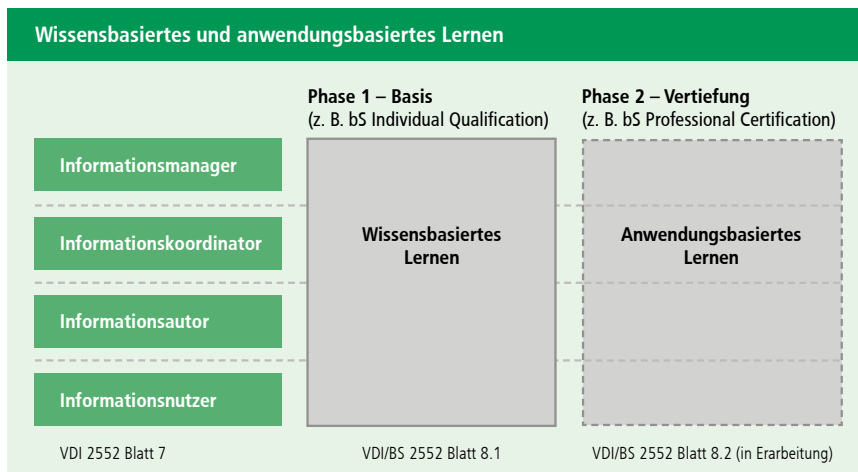 Wissensbasiertes und anwendungsbasiertes Lernen
Phase 1 – Basis
(z. B. bS Individual Qualification)
Phase 2 – Vertiefung
(z. B. bS Professional Certification)
Informationsmanager
Informationskoordinator
Informationsautor
Informationsnutzer
Wissensbasiertes
Lernen
Anwendungsbasiertes
Lernen
VDI 2552 Blatt 7
VDI/BS 2552 Blatt 8.1
VDI/BS 2552 Blatt 8.2 (in Erarbeitung)